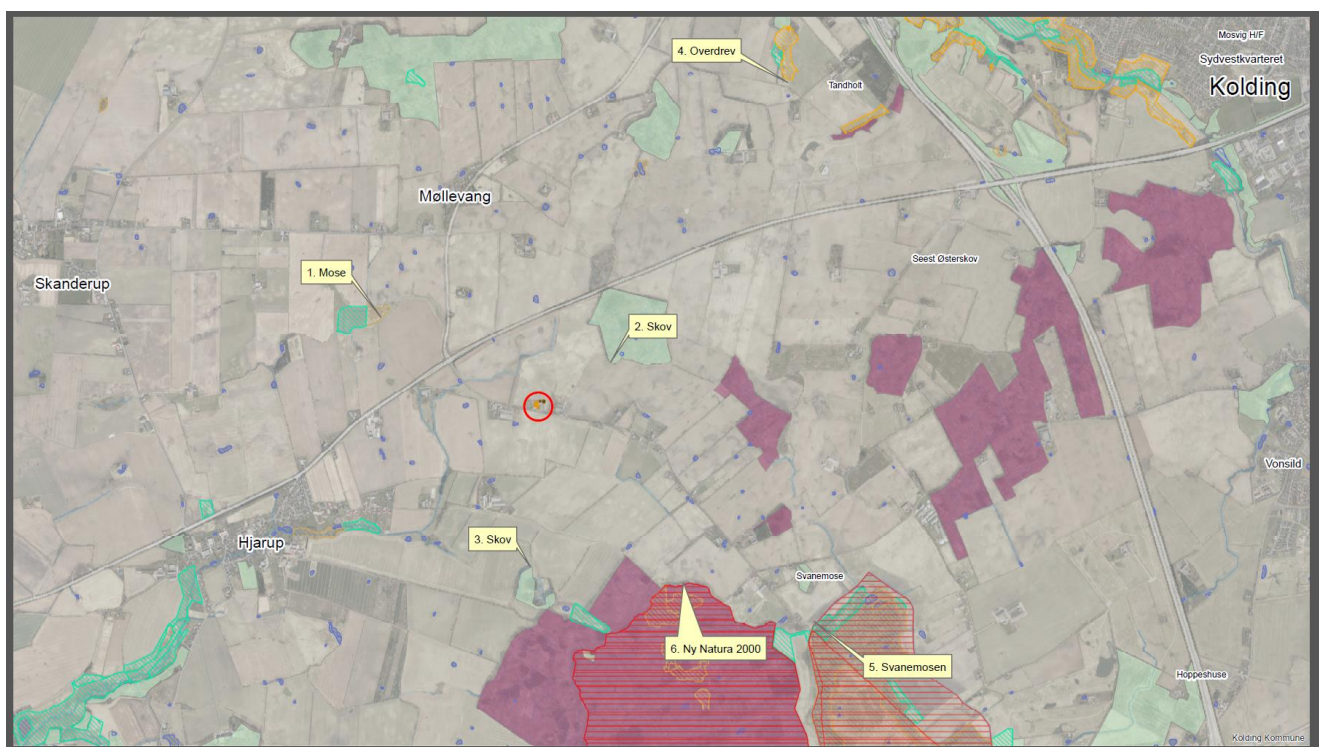 Mosvig H/F
Sydvestkvarteret
Kolding
4. Overdrev
Tandholt
Møllevang
Seest Østerskov
1. Mose
Skanderup
2. Skov
Vonsild
Hjarup
3. Skov
Svanemose
6. Ny Natura 2000
5. Svanemosen
Hoppeshuse
Kolding Kommune